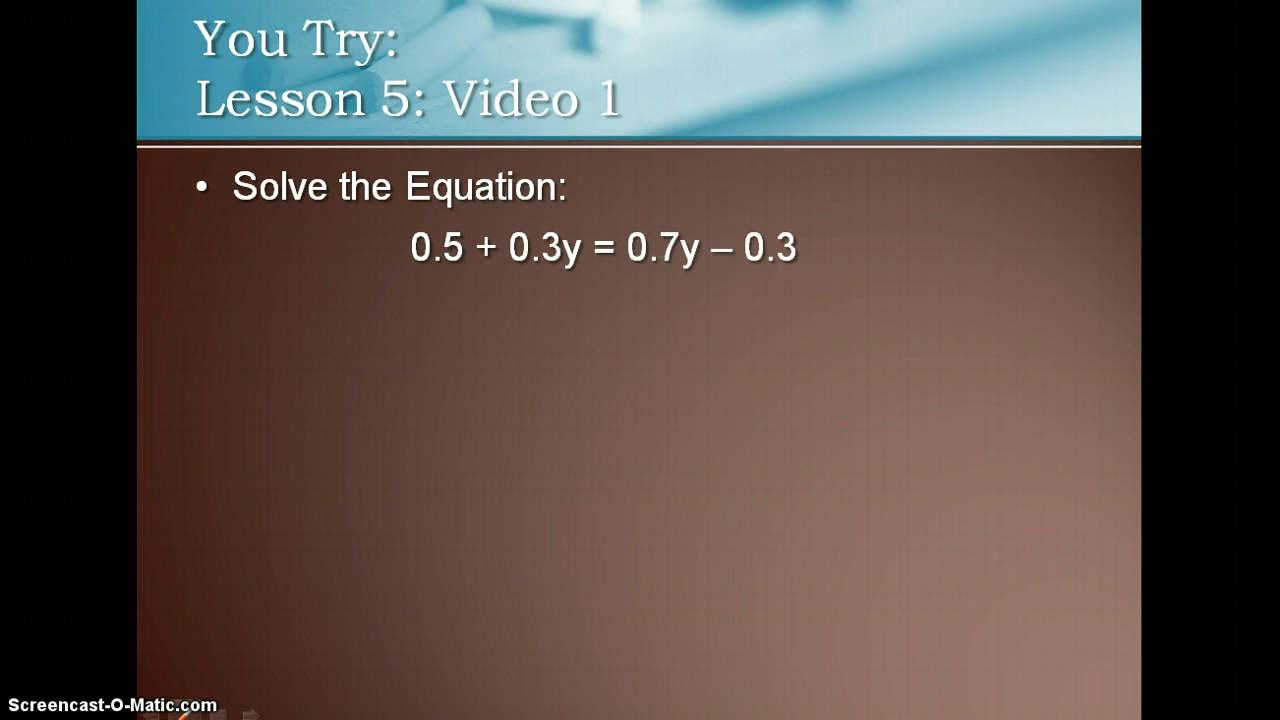 You Try:
Lesson 5: Video 1
• Solve the Equation:
0.5 + 0.3y = 0.7y – 0.3
Screencast-O-Matic.com